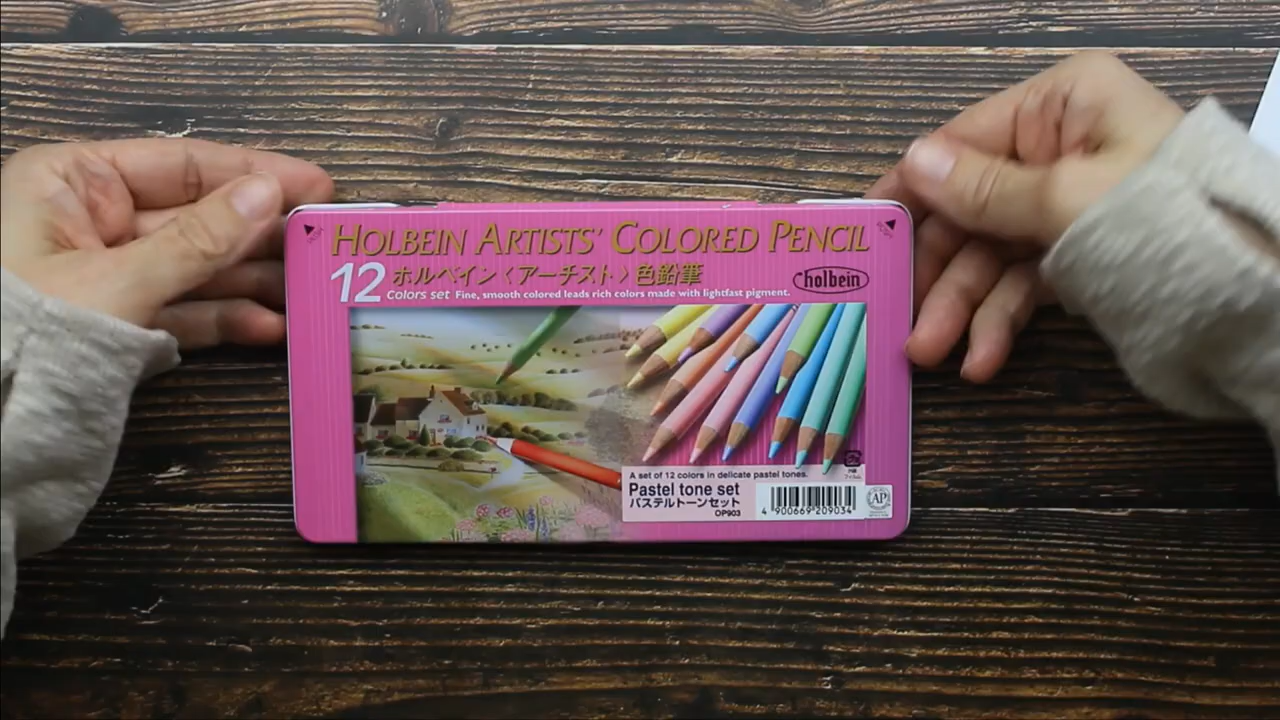 HOLBEIN ARTISTS' COLORED PENCIL
12 ホルベイン〈アーチスト〉色鉛筆
Colors set Fine, smooth colored leads rich colors made with lightfast pigment.
holbein
A set of 12 colors in delicate pastel tones.
Pastel tone set
パステルトーンセット
OP903
4 900669 209034
AP